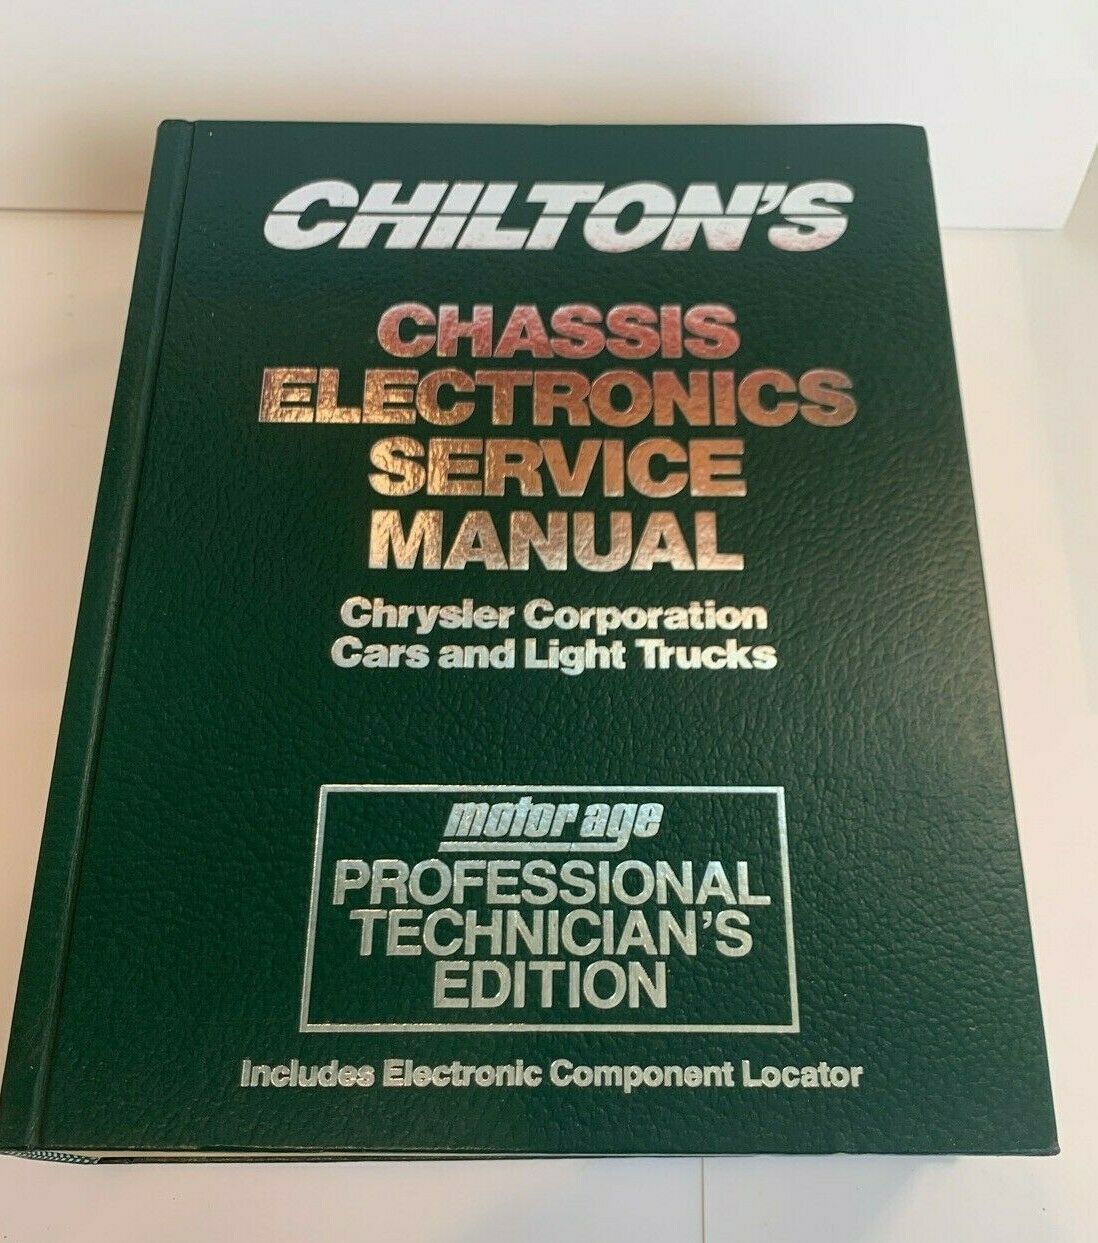 CHILTON'S
CHASSIS
ELECTRONICS
SERVICE
MANUAL
Chrysler Corporation
Cars and Light Trucks
motor age
PROFESSIONAL
TECHNICIAN'S
EDITION
Includes Electronic Component Locator